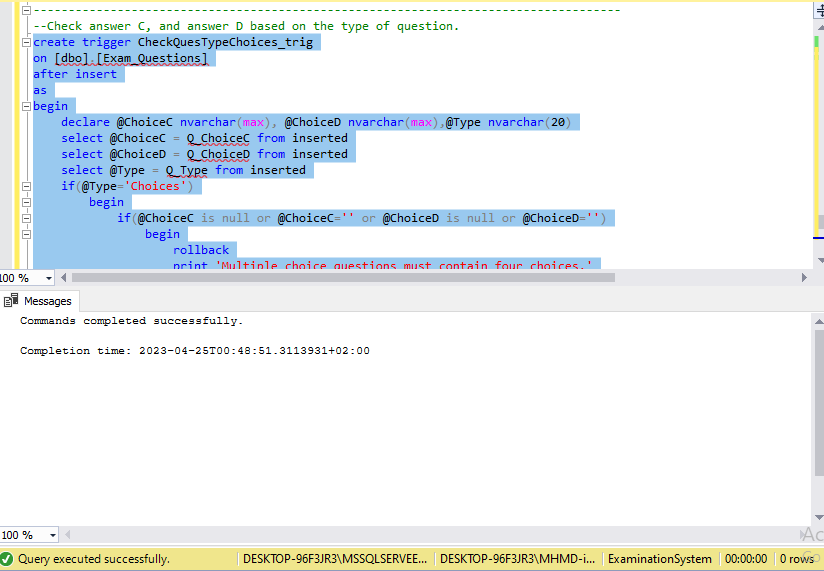 --------------------------------------------------------------------------------------
--Check answer C, and answer D based on the type of question.
create trigger CheckQuesTypeChoices_trig
on [dbo].[Exam_Questions]
after insert
as
begin
declare @ChoiceC nvarchar(max), @ChoiceD nvarchar(max),@Type nvarchar(20)
select @ChoiceC = Q_ChoiceC from inserted
select @ChoiceD = Q_ChoiceD from inserted
select @Type = Q_Type from inserted
if(@Type='Choices')
begin
if(@ChoiceC is null or @ChoiceC='' or @ChoiceD is null or @ChoiceD='')
begin
rollback
print 'Multiple choice questions must contain four choices.'
100 %
Messages
Commands completed successfully.
Completion time: 2023-04-25T00:48:51.3113931+02:00
100 %
Query executed successfully. DESKTOP-96F3JR3\MSSQLSERVEE... DESKTOP-96F3JR3\MHMD-i... ExaminationSystem 00:00:00 0 rows